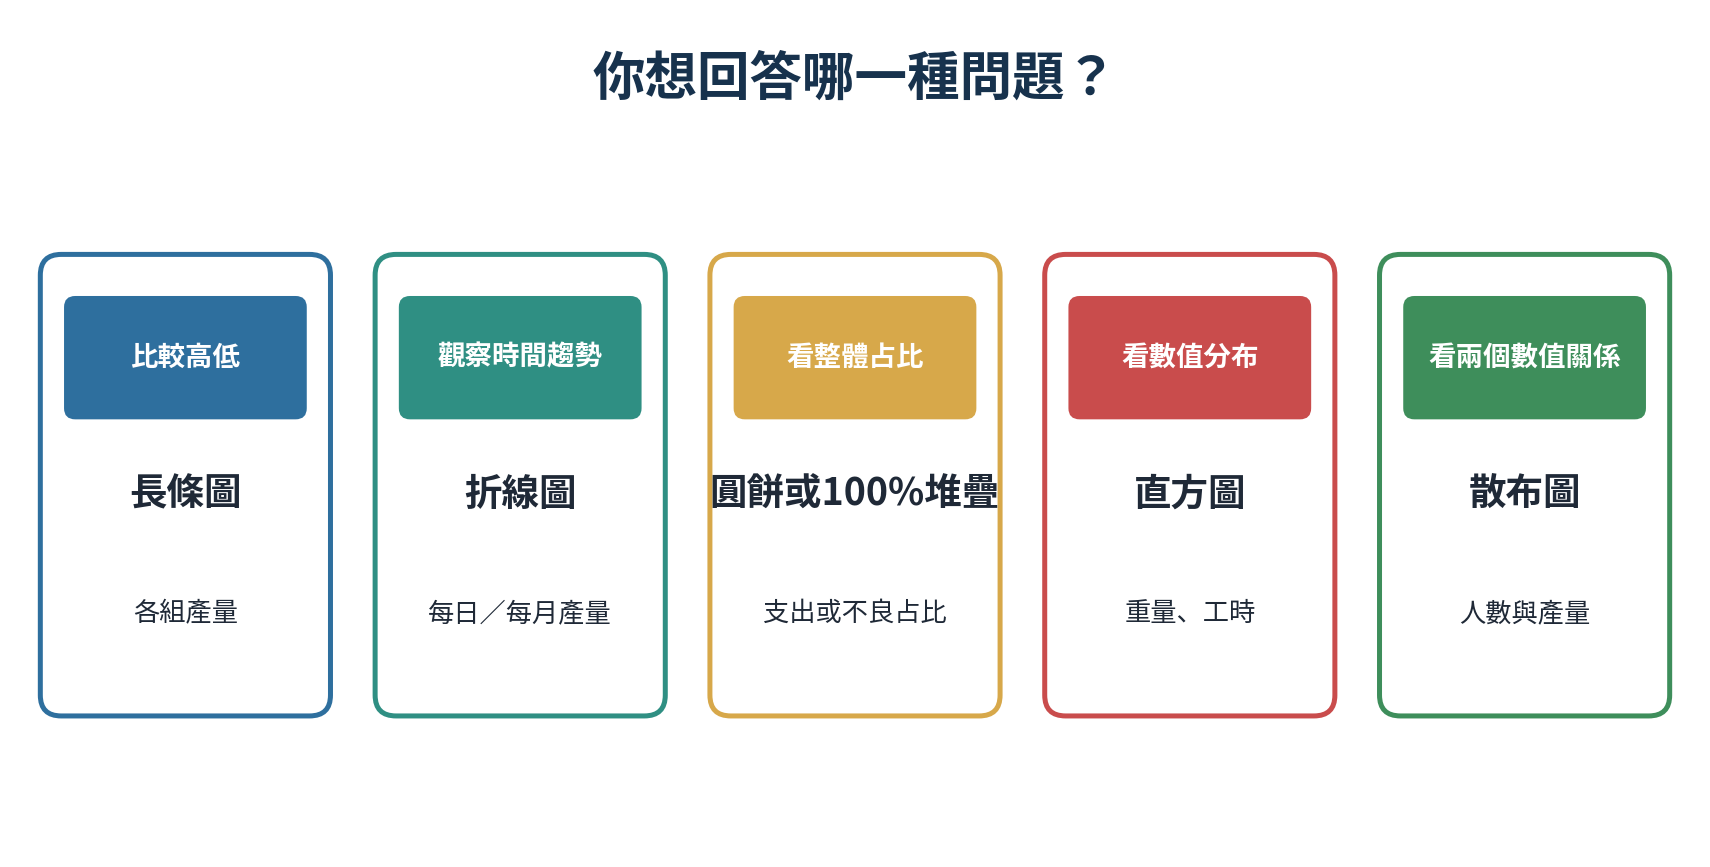 你想回答哪一種問題？
比較高低
長條圖
各組產量
觀察時間趨勢
折線圖
每日／每月產量
看整體占比
圓餅或100%堆疊
支出或不良占比
看數值分布
直方圖
重量、工時
看兩個數值關係
散布圖
人數與產量